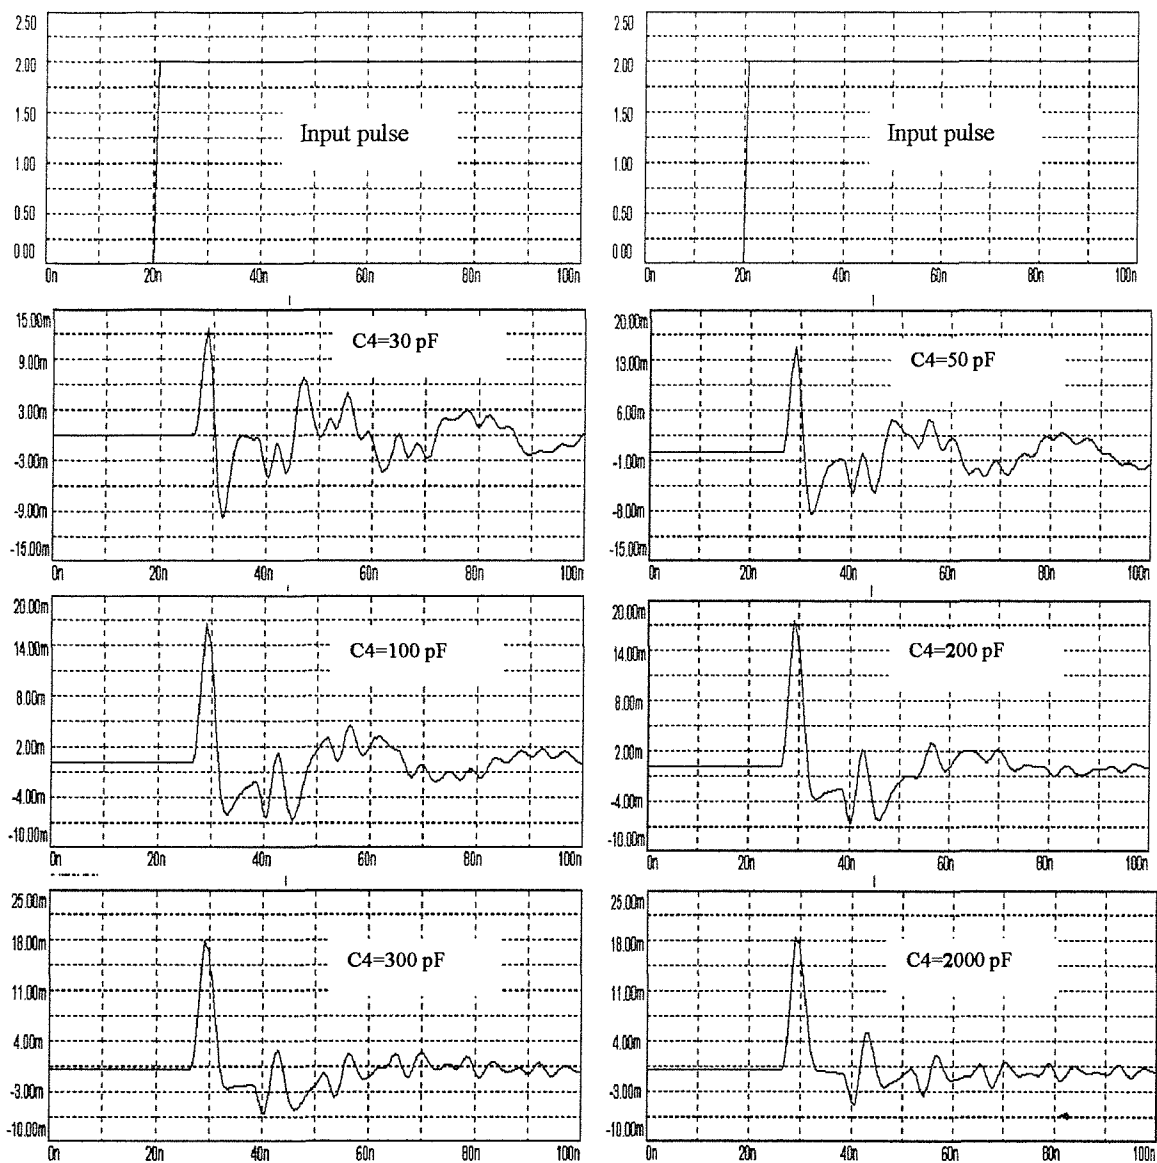 2.50
2.00
1.50
1.00
0.50
0.00
Input pulse
0n 20n 40n 60n 80n 100n
2.50
2.00
1.50
1.00
0.50
0.00
Input pulse
0n 20n 40n 60n 80n 100n
15.00m
9.00m
3.00m
-3.00m
-9.00m
-15.00m
C4=30 pF
0n 20n 40n 60n 80n 100n
20.00m
13.00m
6.00m
-1.00m
-8.00m
-15.00m
C4=50 pF
0n 20n 40n 60n 80n 100n
20.00m
14.00m
8.00m
2.00m
-4.00m
-10.00m
C4=100 pF
0n 20n 40n 60n 80n 100n
20.00m
14.00m
8.00m
2.00m
-4.00m
-10.00m
C4=200 pF
0n 20n 40n 60n 80n 100n
25.00m
18.00m
11.00m
4.00m
-3.00m
-10.00m
C4=300 pF
0n 20n 40n 60n 80n 100n
25.00m
18.00m
11.00m
4.00m
-3.00m
-10.00m
C4=2000 pF
0n 20n 40n 60n 80n 100n